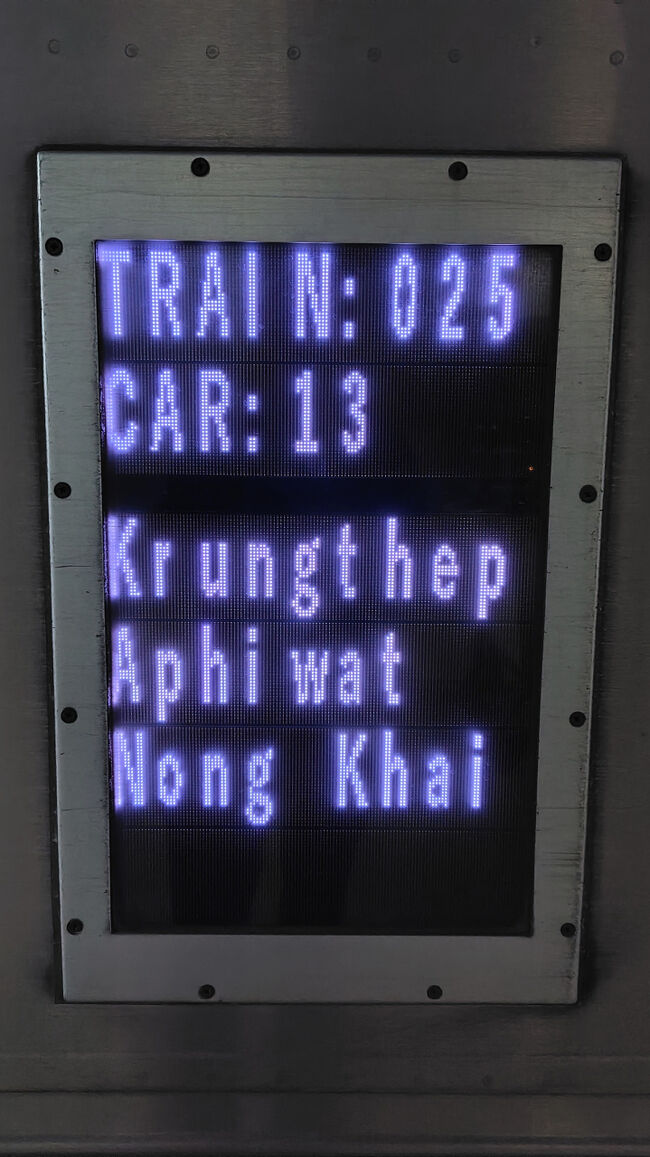 TRAIN: 025
CAR: 13
Krungthep
Aphiwat
Nong Khai